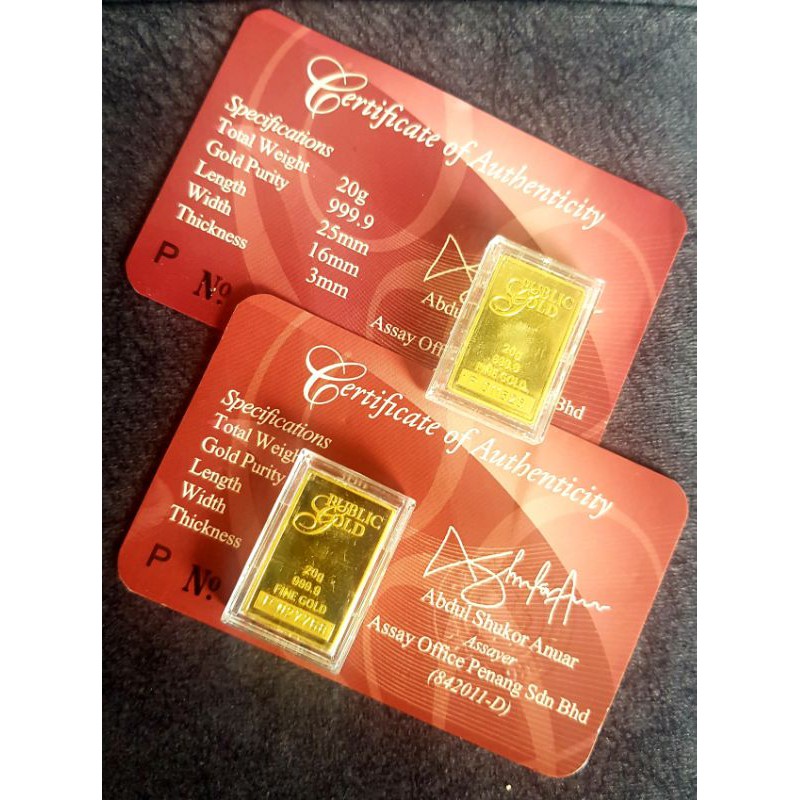 Certificate of Authenticity
Specifications
Total Weight 20g
Gold Purity 999.9
Length 25mm
Width 16mm
Thickness 3mm
P No.
Abdul
Assay
Bhd
PUBLIC
GOLD
20g
999.9
FINE GOLD
Certificate of Authenticity
Specifications
Total Weight
Gold Purity
Length
Width
Thickness
P No.
PUBLIC
GOLD
20g
999.9
FINE GOLD
Abdul Shukor Anuar
Assayer
Assay Office Penang Sdn Bhd
(842011-D)